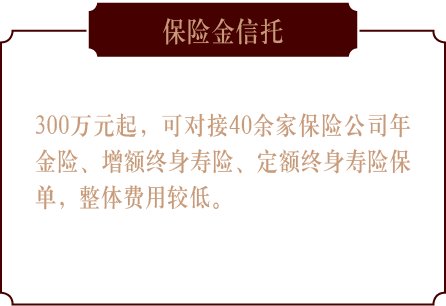 保险金信托
300万元起，可对接40余家保险公司年
金险、增额终身寿险、定额终身寿险保
单，整体费用较低。